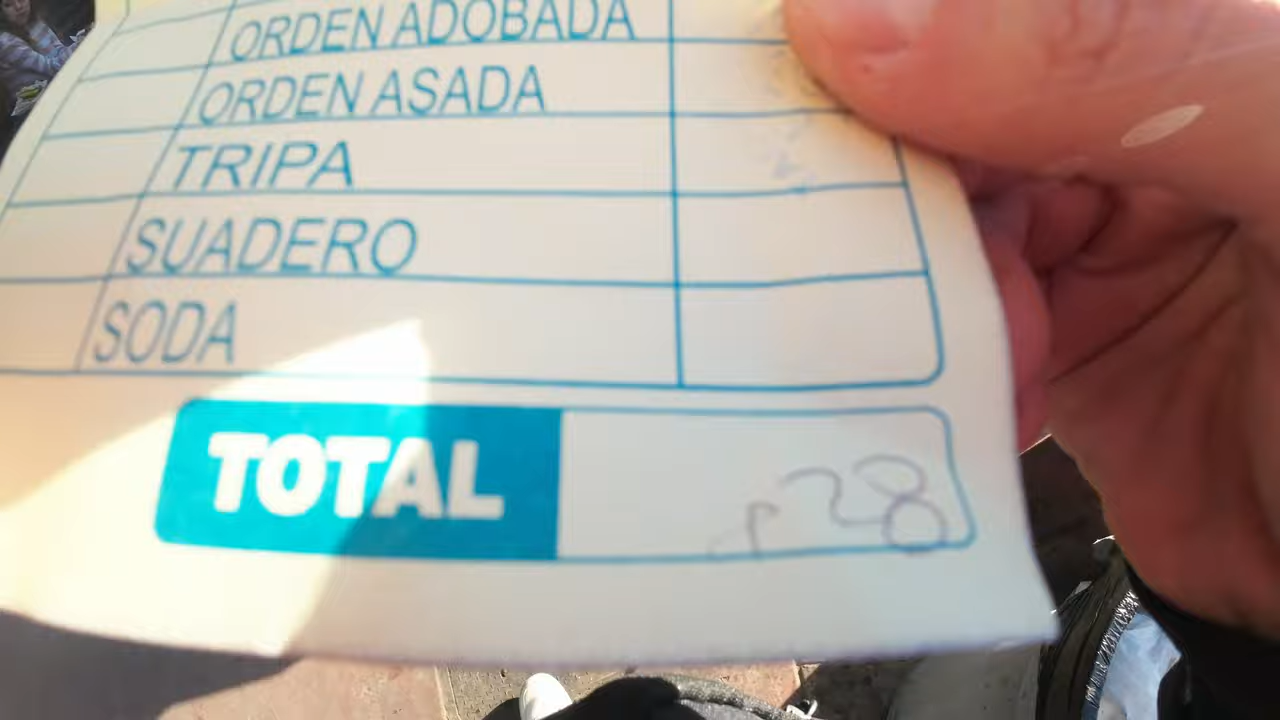 ORDEN ADOBADA
ORDEN ASADA
TRIPA
SUADERO
SODA
TOTAL 28